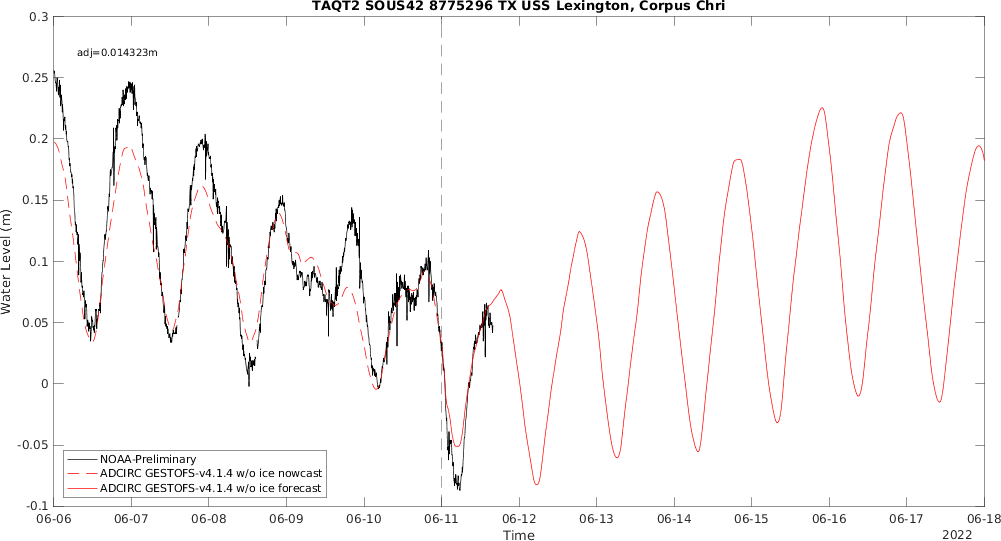 TAQT2 SOUS42 8775296 TX USS Lexington, Corpus Chri
0.3
adj=0.014323m
0.25
0.2
0.15
0.1
0.05
0
-0.05
-0.1
Water Level (m)
NOAA-Preliminary
ADCIRC GESTOFS-v4.1.4 w/o ice nowcast
ADCIRC GESTOFS-v4.1.4 w/o ice forecast
06-06 06-07 06-08 06-09 06-10 06-11 06-12 06-13 06-14 06-15 06-16 06-17 06-18
Time
2022